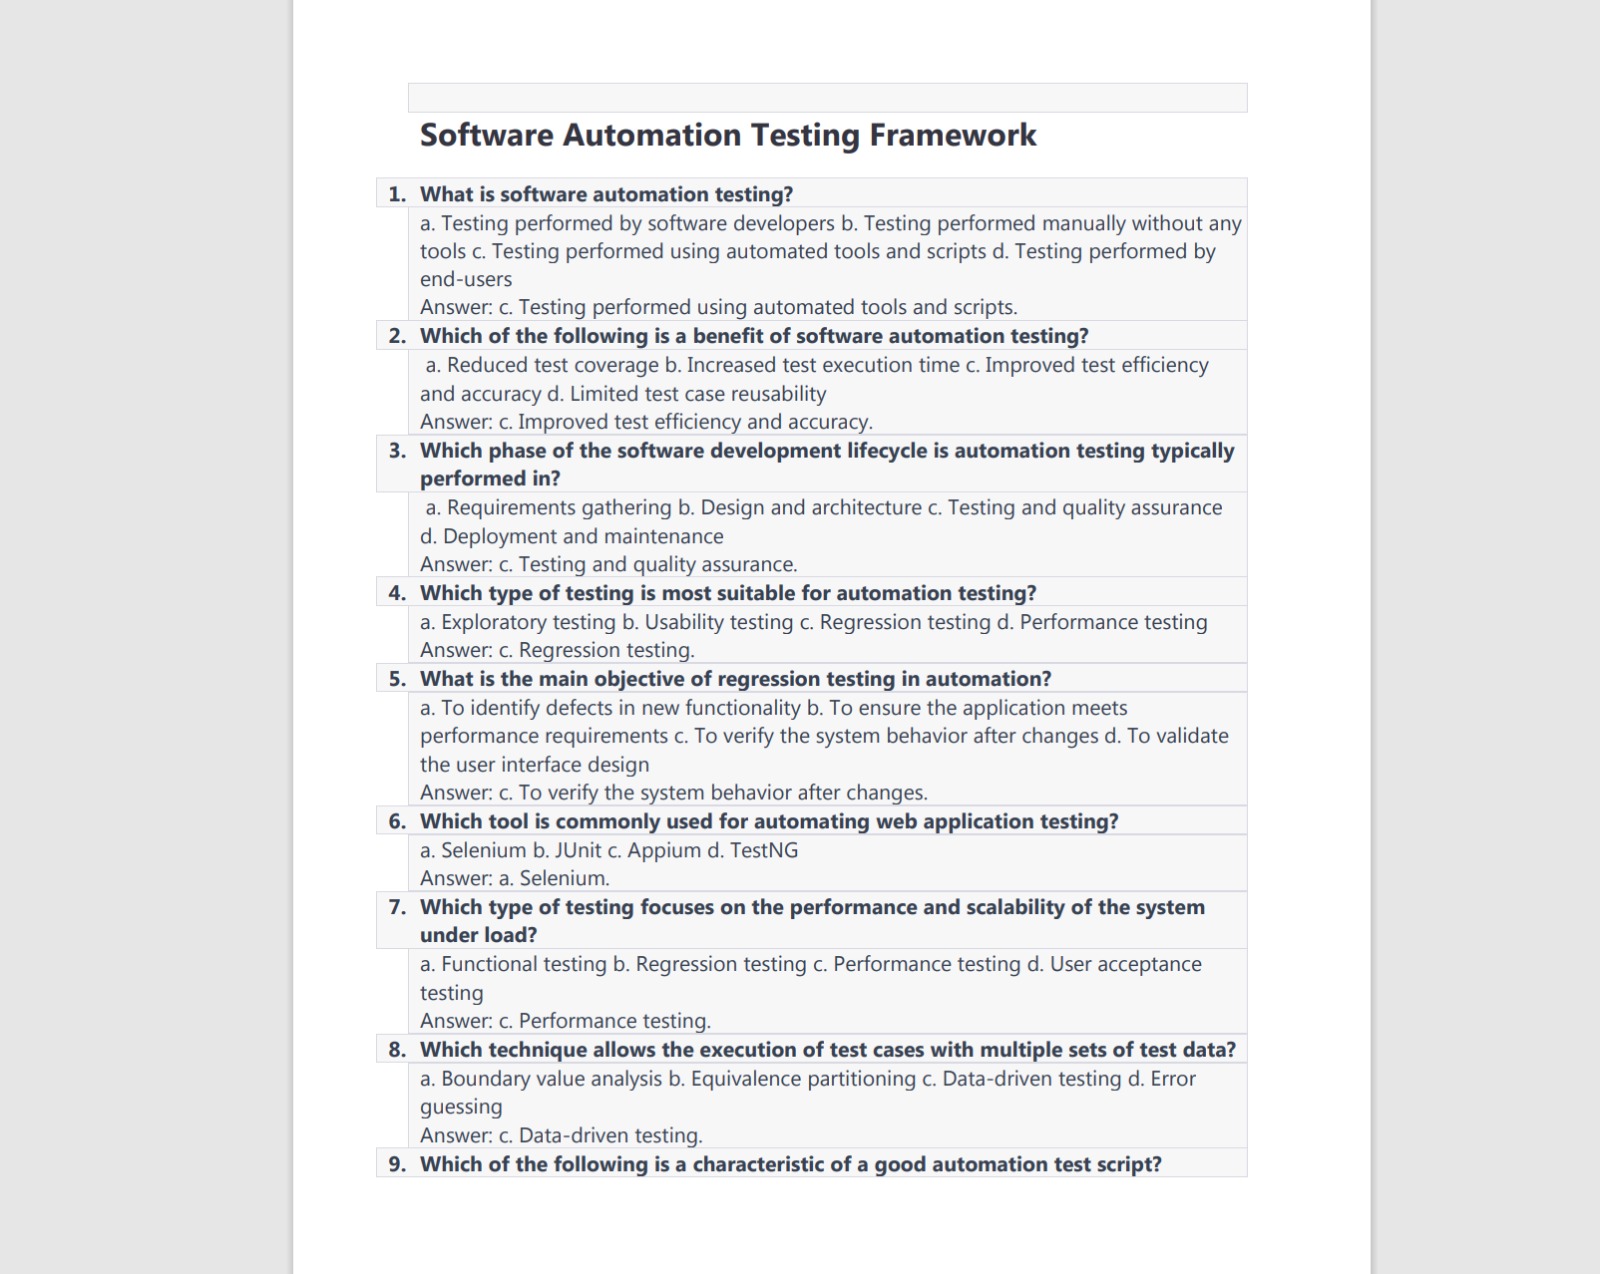 Software Automation Testing Framework
1. What is software automation testing?
a. Testing performed by software developers b. Testing performed manually without any
tools c. Testing performed using automated tools and scripts d. Testing performed by
end-users
Answer: c. Testing performed using automated tools and scripts.
2. Which of the following is a benefit of software automation testing?
a. Reduced test coverage b. Increased test execution time c. Improved test efficiency
and accuracy d. Limited test case reusability
Answer: c. Improved test efficiency and accuracy.
3. Which phase of the software development lifecycle is automation testing typically
performed in?
a. Requirements gathering b. Design and architecture c. Testing and quality assurance
d. Deployment and maintenance
Answer: c. Testing and quality assurance.
4. Which type of testing is most suitable for automation testing?
a. Exploratory testing b. Usability testing c. Regression testing d. Performance testing
Answer: c. Regression testing.
5. What is the main objective of regression testing in automation?
a. To identify defects in new functionality b. To ensure the application meets
performance requirements c. To verify the system behavior after changes d. To validate
the user interface design
Answer: c. To verify the system behavior after changes.
6. Which tool is commonly used for automating web application testing?
a. Selenium b. JUnit c. Appium d. TestNG
Answer: a. Selenium.
7. Which type of testing focuses on the performance and scalability of the system
under load?
a. Functional testing b. Regression testing c. Performance testing d. User acceptance
testing
Answer: c. Performance testing.
8. Which technique allows the execution of test cases with multiple sets of test data?
a. Boundary value analysis b. Equivalence partitioning c. Data-driven testing d. Error
guessing
Answer: c. Data-driven testing.
9. Which of the following is a characteristic of a good automation test script?